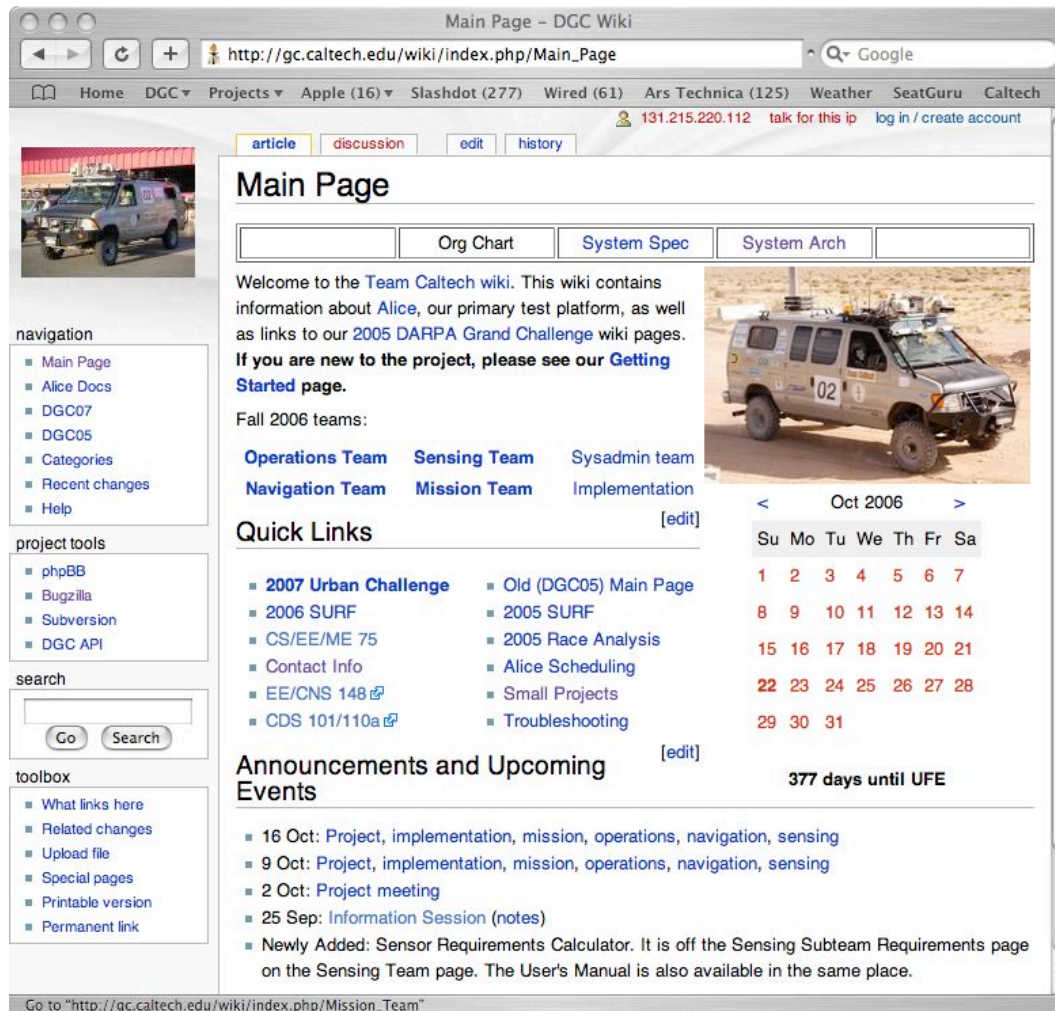 Main Page – DGC Wiki
http://gc.caltech.edu/wiki/index.php/Main_Page
Google
Home DGC Projects Apple (16) Slashdot (277) Wired (61) Ars Technica (125) Weather SeatGuru Caltech
131.215.220.112 talk for this ip log in / create account
article discussion edit history
Main Page
Org Chart System Spec System Arch
Welcome to the Team Caltech wiki. This wiki contains
information about Alice, our primary test platform, as well
as links to our 2005 DARPA Grand Challenge wiki pages.
If you are new to the project, please see our Getting
Started page.
Fall 2006 teams:
Operations Team Sensing Team Sysadmin team
Navigation Team Mission Team Implementation
02
02
navigation
Main Page
Alice Docs
DGC07
DGC05
Categories
Recent changes
Help
project tools
phpBB
Bugzilla
Subversion
DGC API
search
Go Search
toolbox
What links here
Related changes
Upload file
Special pages
Printable version
Permanent link
[edit]
Quick Links
2007 Urban Challenge
2006 SURF
CS/EE/ME 75
Contact Info
EE/CNS 148
CDS 101/110a
Old (DGC05) Main Page
2005 SURF
2005 Race Analysis
Alice Scheduling
Small Projects
Troubleshooting
< Oct 2006 >
Su Mo Tu We Th Fr Sa
1 2 3 4 5 6 7
8 9 10 11 12 13 14
15 16 17 18 19 20 21
22 23 24 25 26 27 28
29 30 31
377 days until UFE
[edit]
Announcements and Upcoming
Events
16 Oct: Project, implementation, mission, operations, navigation, sensing
9 Oct: Project, implementation, mission, operations, navigation, sensing
2 Oct: Project meeting
25 Sep: Information Session (notes)
Newly Added: Sensor Requirements Calculator. It is off the Sensing Subteam Requirements page
on the Sensing Team page. The User's Manual is also available in the same place.
Go to "http://gc.caltech.edu/wiki/index.php/Mission_Team"